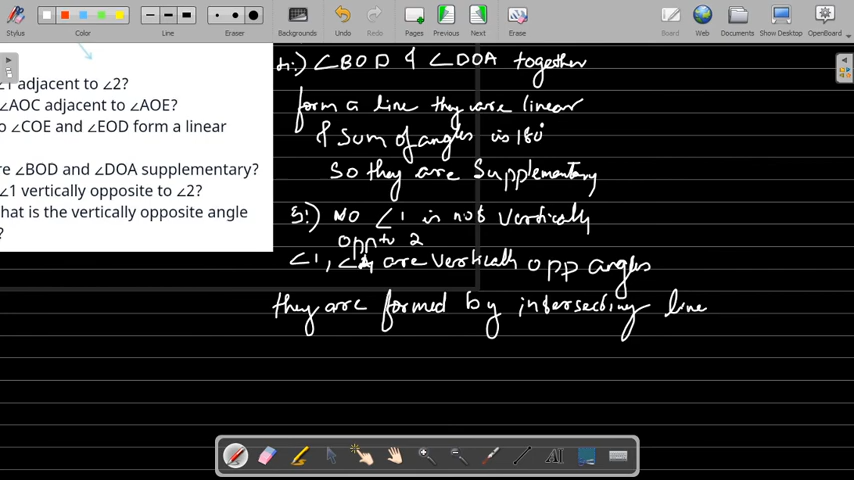 Stylus
Color
Line
Eraser
Backgrounds
Undo
Redo
Pages
Previous
Next
Erase
Board
Web
Documents
Show Desktop
OpenBoard
∠1 adjacent to ∠2?
∠AOC adjacent to ∠AOE?
o ∠COE and ∠EOD form a linear
re ∠BOD and ∠DOA supplementary?
∠1 vertically opposite to ∠2?
hat is the vertically opposite angle
?
∠BOD & ∠DOA together
form a line they are linear
& Sum of angles is 180°
So they are Supplementary
5:) NO ∠1 is not Vertically
opp to 2
∠1, ∠4 are vertically opp angles
they are formed by intersecting line